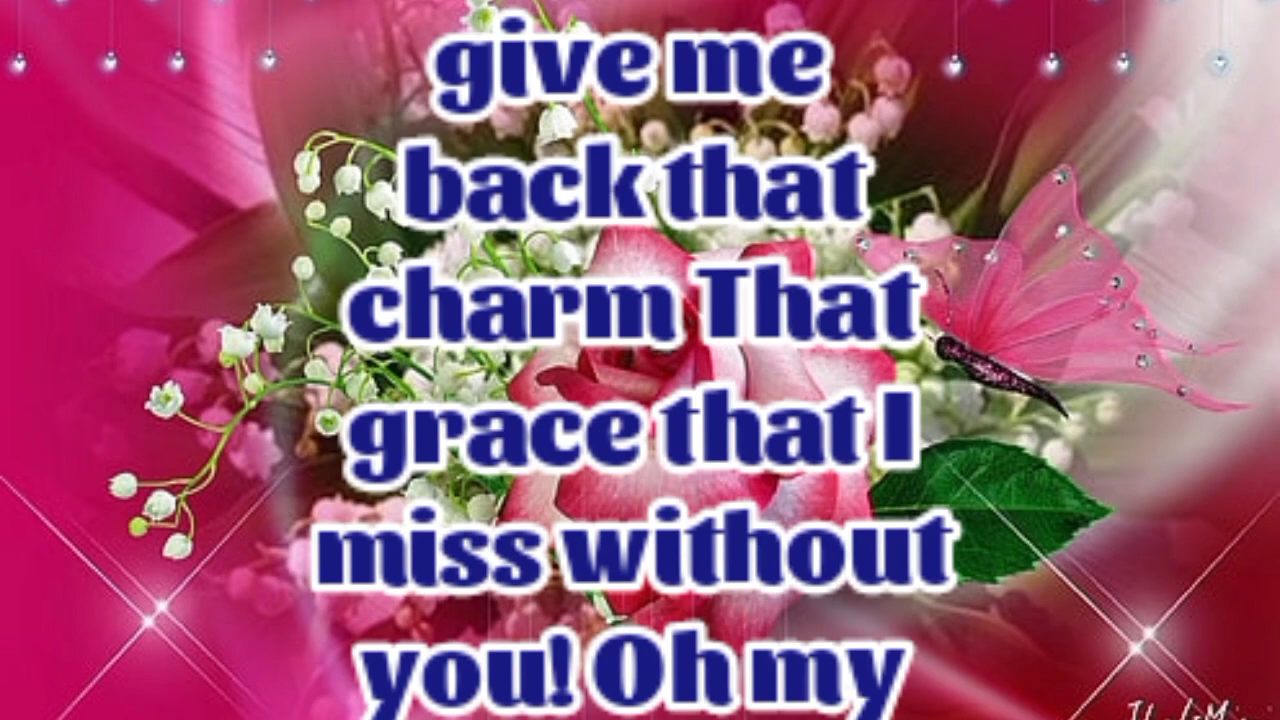 give me
back that
charm That
grace that I
miss without
you! Oh my